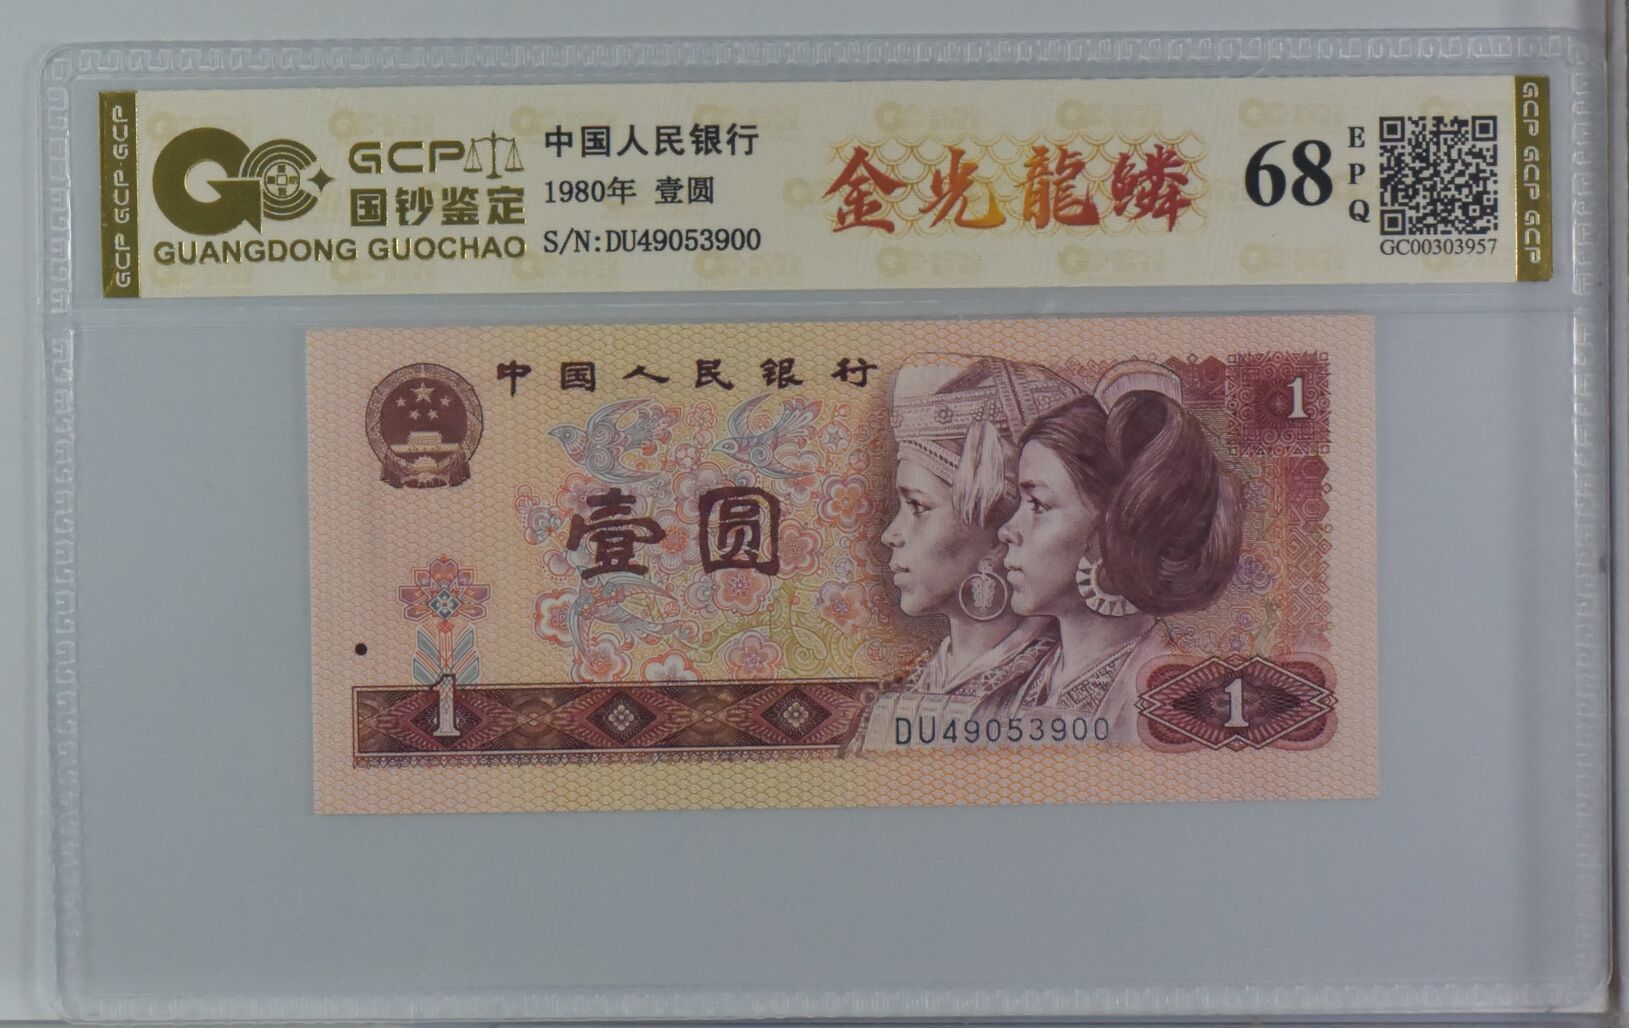 GCP
国钞鉴定
GUANGDONG GUOCHAO
中国人民银行
1980年 壹圆
S/N:DU49053900
金光龍鱗
68
EPQ
GC00303957
GCP GCP GCP
GCP GCP GCP
中国人民银行
1
壹圆
1
DU49053900
1